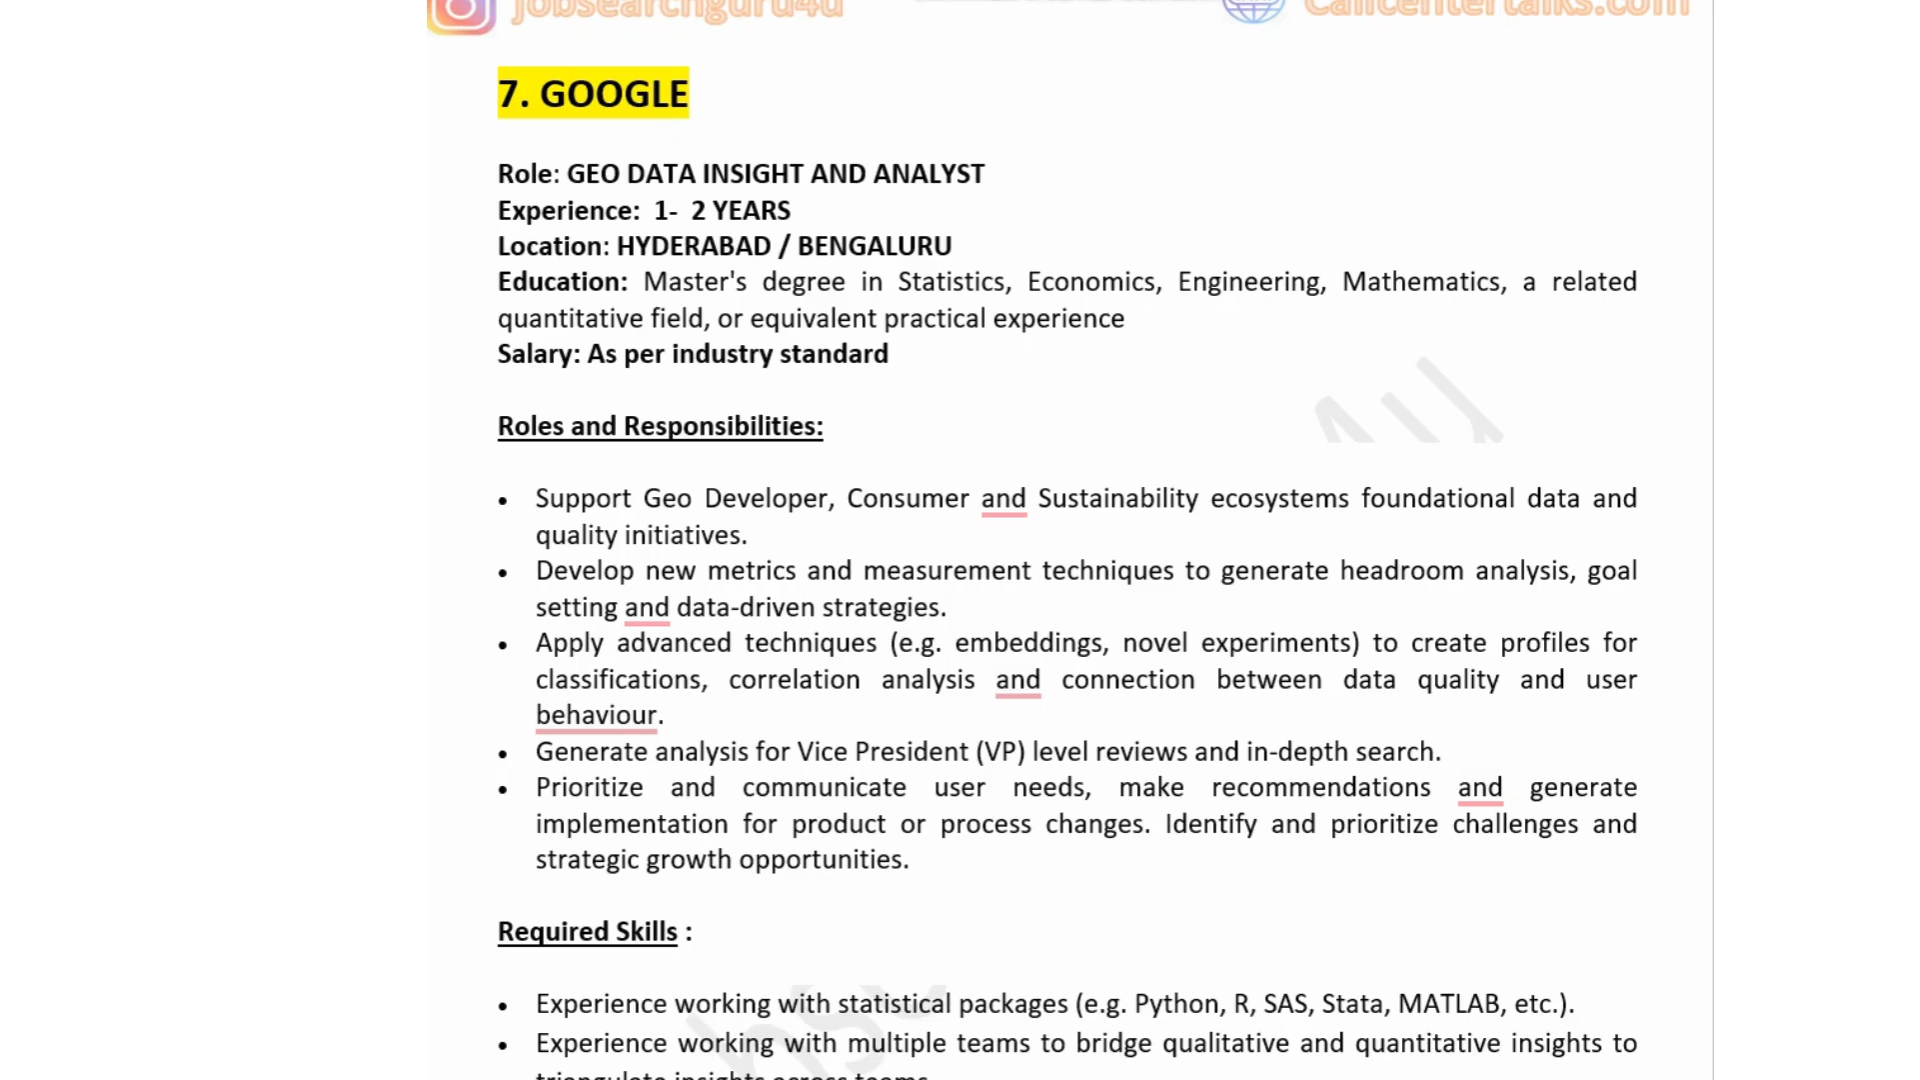 jobsearchguru4u Callcentertalks.com
7. GOOGLE
Role: GEO DATA INSIGHT AND ANALYST
Experience:  1-  2 YEARS
Location: HYDERABAD / BENGALURU
Education: Master's degree in Statistics, Economics, Engineering, Mathematics, a related
quantitative field, or equivalent practical experience
Salary: As per industry standard
Roles and Responsibilities:
• Support Geo Developer, Consumer and Sustainability ecosystems foundational data and
quality initiatives.
• Develop new metrics and measurement techniques to generate headroom analysis, goal
setting and data-driven strategies.
• Apply advanced techniques (e.g. embeddings, novel experiments) to create profiles for
classifications, correlation analysis and connection between data quality and user
behaviour.
• Generate analysis for Vice President (VP) level reviews and in-depth search.
• Prioritize and communicate user needs, make recommendations and generate
implementation for product or process changes. Identify and prioritize challenges and
strategic growth opportunities.
Required Skills :
• Experience working with statistical packages (e.g. Python, R, SAS, Stata, MATLAB, etc.).
• Experience working with multiple teams to bridge qualitative and quantitative insights to
triangulate insights across teams